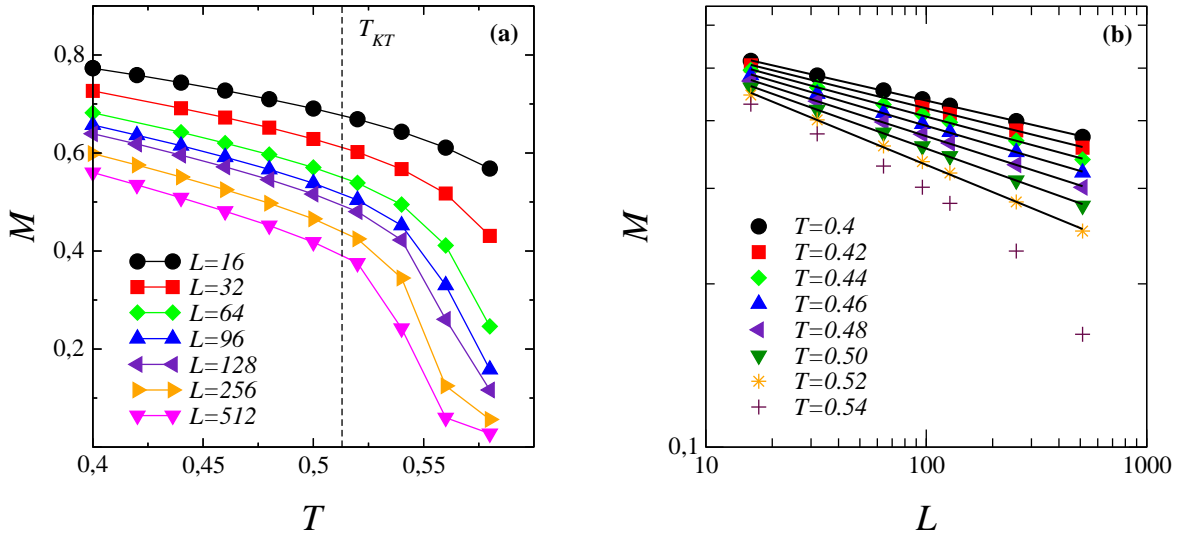 (a)
T_KT
0,8
0,6
0,4
0,2
M
L=16
L=32
L=64
L=96
L=128
L=256
L=512
0,4
0,45
0,5
0,55
T
(b)
M
T=0.4
T=0.42
T=0.44
T=0.46
T=0.48
T=0.50
T=0.52
T=0.54
0,1
10
100
1000
L